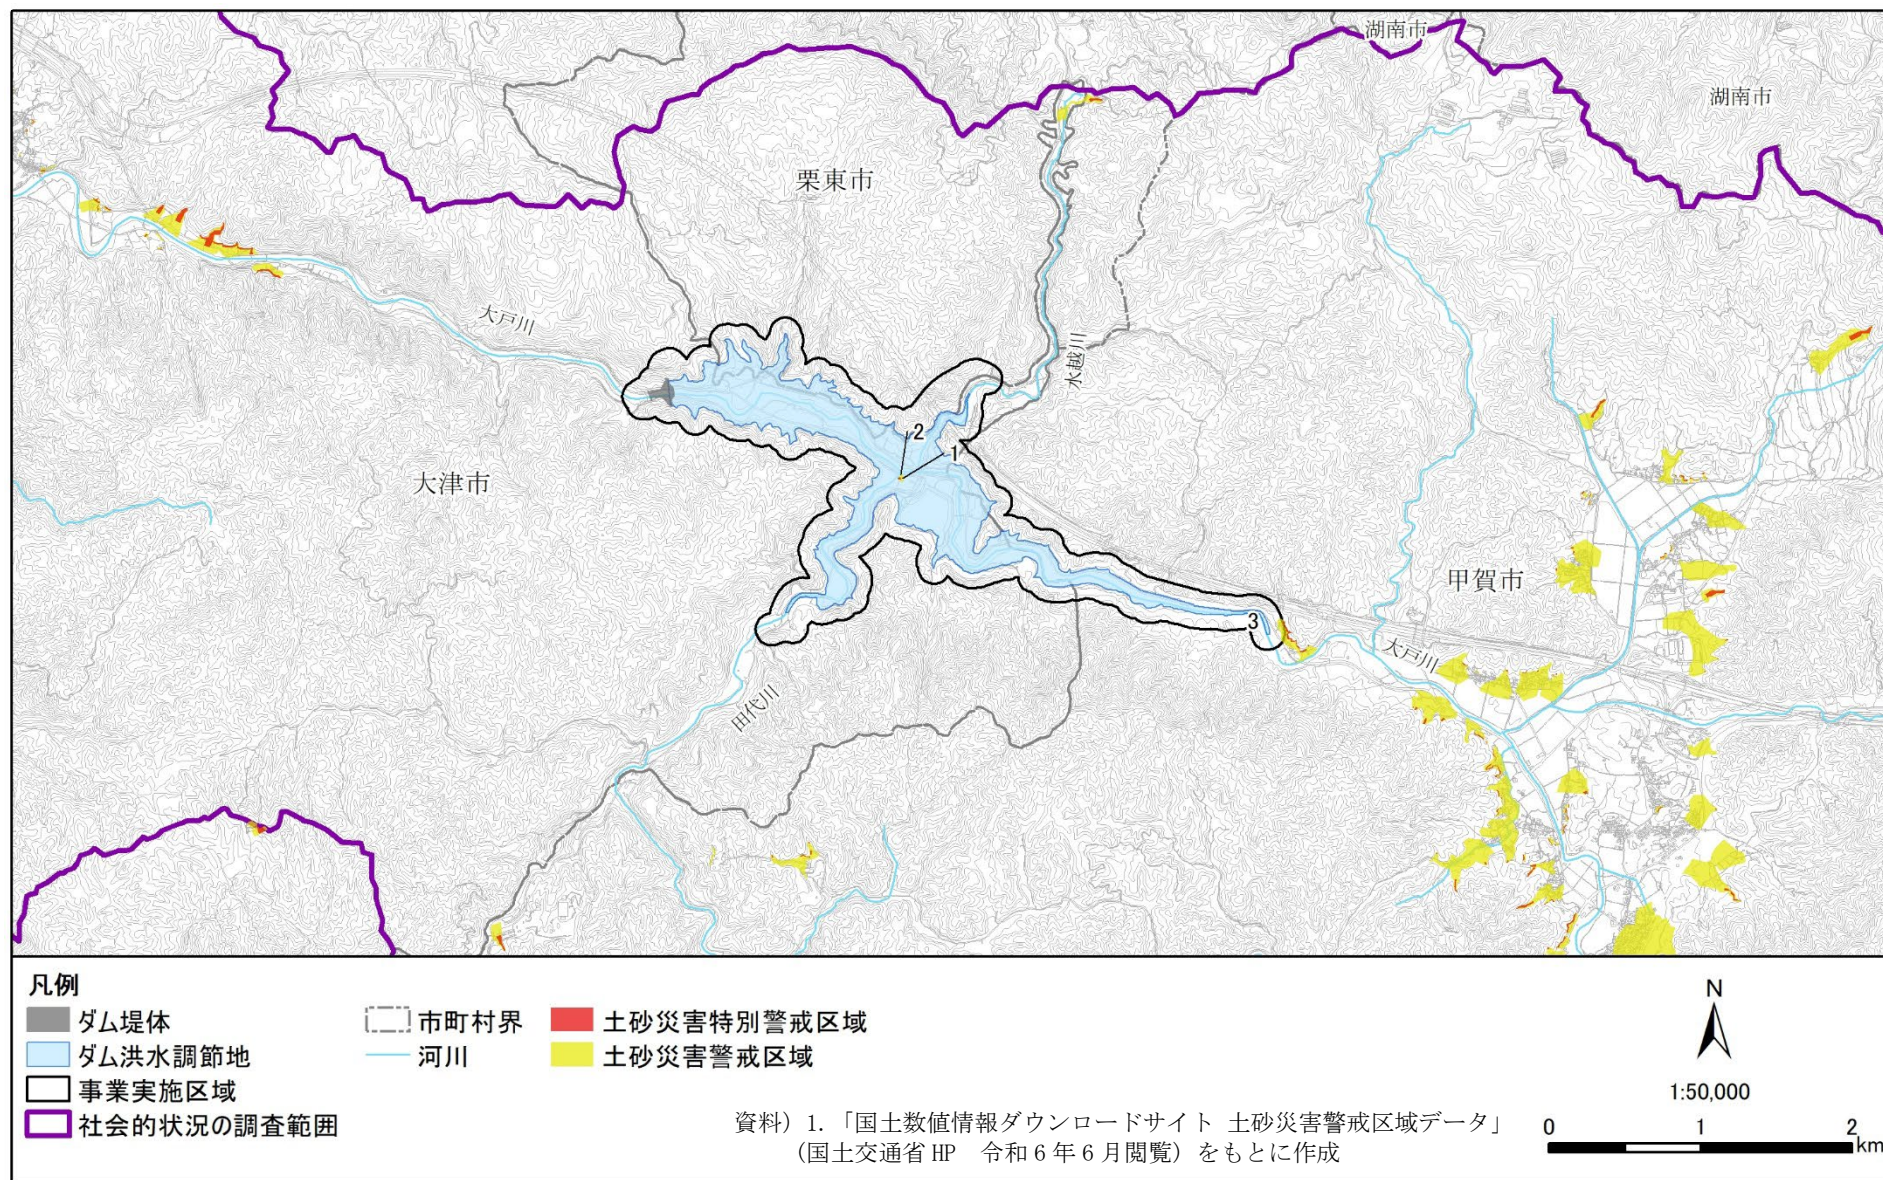 湖南市
湖南市
栗東市
大戸川
水越川
2
1
大津市
甲賀市
3
大戸川
田代川
凡例
ダム堤体
ダム洪水調節地
事業実施区域
社会的状況の調査範囲
市町村界
河川
土砂災害特別警戒区域
土砂災害警戒区域
N
1:50,000
0 1 2 km
資料）1.「国土数値情報ダウンロードサイト 土砂災害警戒区域データ」
（国土交通省 HP 令和６年６月閲覧）をもとに作成